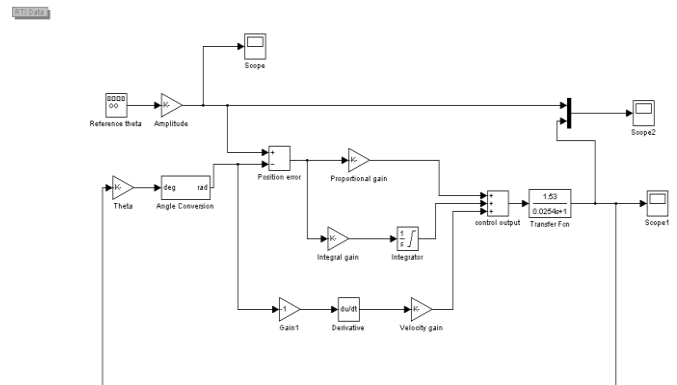 RTI Data
Scope
Reference theta
K-
Amplitude
Scope2
+
−
Position error
K-
Proportional gain
K-
Theta
deg rad
Angle Conversion
+
+
+
control output
1.53
0.0254s+1
Transfer Fcn
Scope1
K-
Integral gain
1
s
Integrator
-1
Gain1
du/dt
Derivative
K-
Velocity gain